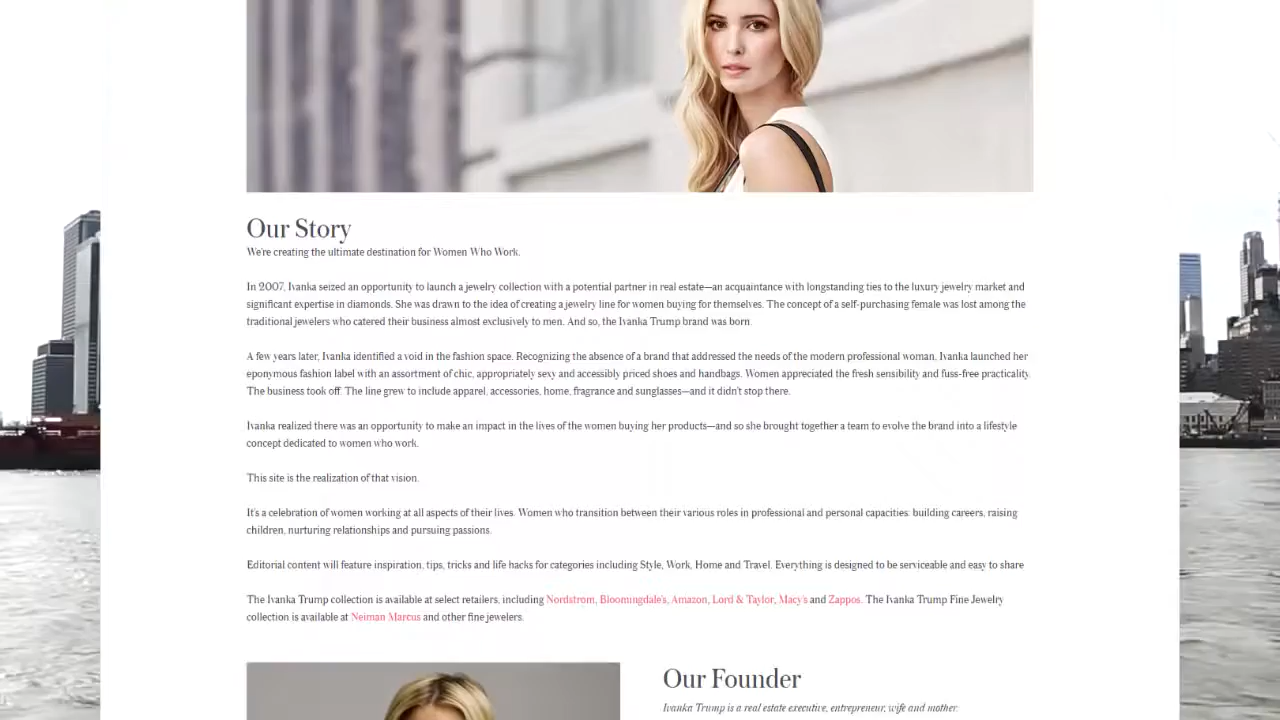 Our Story
We're creating the ultimate destination for Women Who Work.
In 2007, Ivanka seized an opportunity to launch a jewelry collection with a potential partner in real estate—an acquaintance with longstanding ties to the luxury jewelry market and
significant expertise in diamonds. She was drawn to the idea of creating a jewelry line for women buying for themselves. The concept of a self-purchasing female was lost among the
traditional jewelers who catered their business almost exclusively to men. And so, the Ivanka Trump brand was born.
A few years later, Ivanka identified a void in the fashion space. Recognizing the absence of a brand that addressed the needs of the modern professional woman, Ivanka launched her
eponymous fashion label with an assortment of chic, appropriately sexy and accessibly priced shoes and handbags. Women appreciated the fresh sensibility and fuss-free practicality.
The business took off. The line grew to include apparel, accessories, home, fragrance and sunglasses—and it didn't stop there.
Ivanka realized there was an opportunity to make an impact in the lives of the women buying her products—and so she brought together a team to evolve the brand into a lifestyle
concept dedicated to women who work.
This site is the realization of that vision.
It's a celebration of women working at all aspects of their lives. Women who transition between their various roles in professional and personal capacities: building careers, raising
children, nurturing relationships and pursuing passions.
Editorial content will feature inspiration, tips, tricks and life hacks for categories including Style, Work, Home and Travel. Everything is designed to be serviceable and easy to share
The Ivanka Trump collection is available at select retailers, including Nordstrom, Bloomingdale's, Amazon, Lord & Taylor, Macy's and Zappos. The Ivanka Trump Fine Jewelry
collection is available at Neiman Marcus and other fine jewelers.
Our Founder
Ivanka Trump is a real estate executive, entrepreneur, wife and mother.